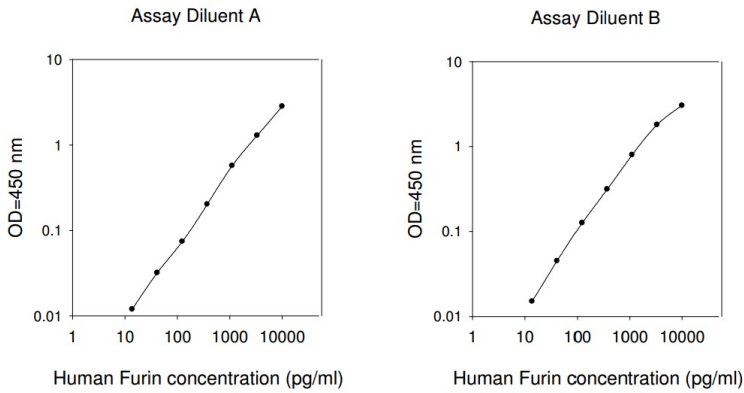 Assay Diluent A
10
1
0.1
0.01
OD=450 nm
1 10 100 1000 10000
Human Furin concentration (pg/ml)
Assay Diluent B
10
1
0.1
0.01
OD=450 nm
1 10 100 1000 10000
Human Furin concentration (pg/ml)